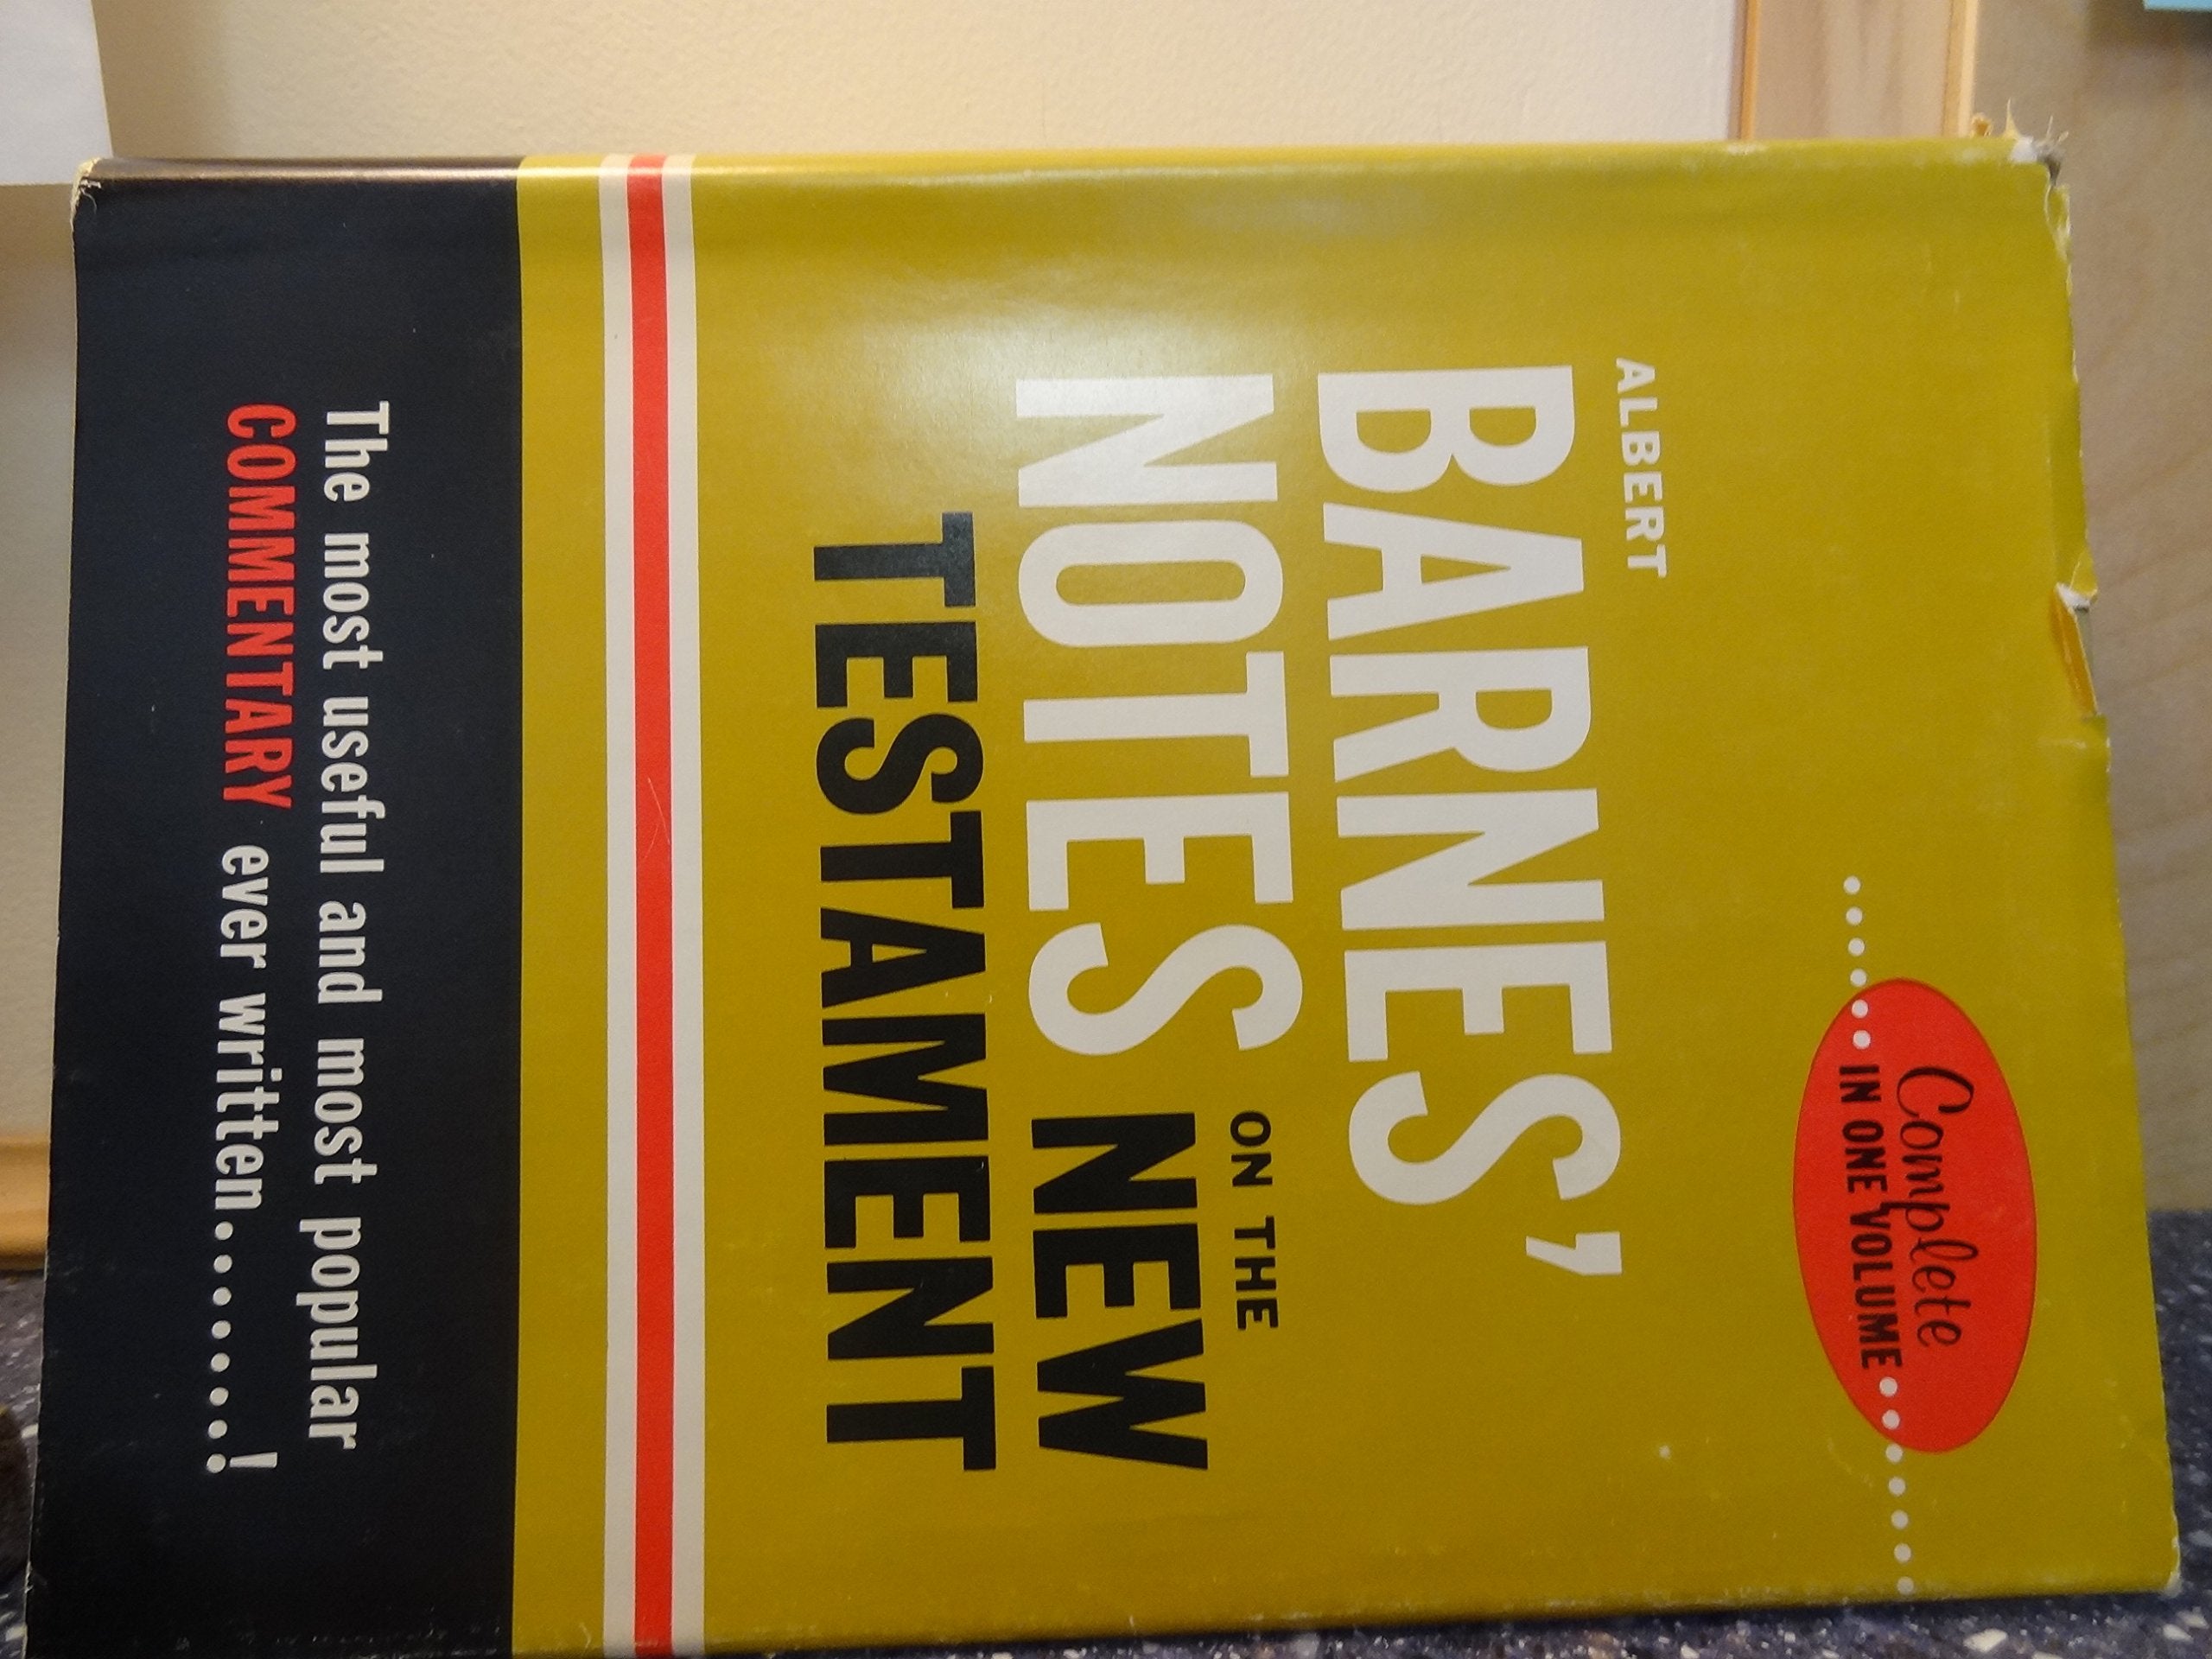 Complete
IN ONE VOLUME
ALBERT
BARNES'
NOTES ON THE NEW
TESTAMENT
The most useful and most popular
COMMENTARY ever written........!